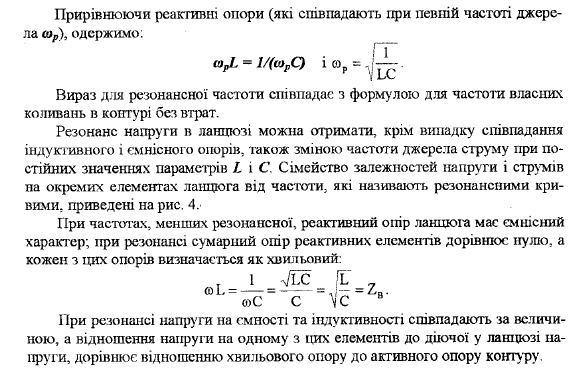 Прирівнюючи реактивні опори (які співпадають при певній частоті джере-
ла ωр), одержимо:
ωрL = 1/(ωрC) і ωр = √(1/LC).
Вираз для резонансної частоти співпадає з формулою для частоти власних
коливань в контурі без втрат.
Резонанс напруги в ланцюзі можна отримати, крім випадку співпадання
індуктивного і ємнісного опорів, також зміною частоти джерела струму при по-
стійних значеннях параметрів L і C. Сімейство залежностей напруги і струмів
на окремих елементах ланцюга від частоти, які називають резонансними кри-
вими, приведені на рис. 4.
При частотах, менших резонансної, реактивний опір ланцюга має ємнісний
характер; при резонансі сумарний опір реактивних елементів дорівнює нулю, а
кожен з цих опорів визначається як хвильовий:
ωL = 1/ωC = √LC/C = √(L/C) = Zв.
При резонансі напруги на ємності та індуктивності співпадають за величи-
ною, а відношення напруги на одному з цих елементів до діючої у ланцюзі на-
пруги, дорівнює відношенню хвильового опору до активного опору контуру.